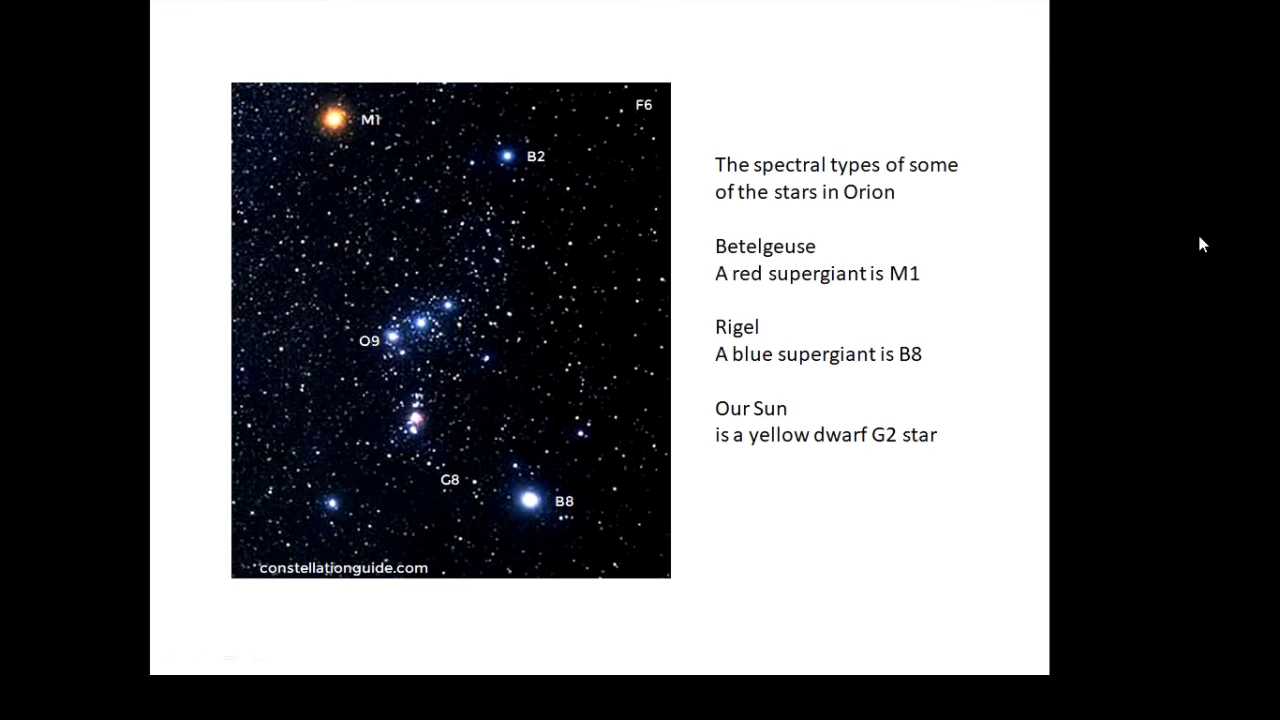 F6
M1
B2
O9
G8
B8
constellationguide.com
The spectral types of some
of the stars in Orion
Betelgeuse
A red supergiant is M1
Rigel
A blue supergiant is B8
Our Sun
is a yellow dwarf G2 star